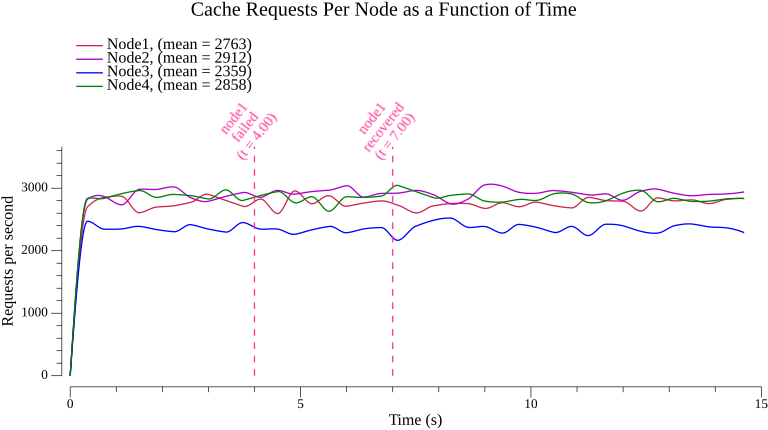 Cache Requests Per Node as a Function of Time
Node1, (mean = 2763)
Node2, (mean = 2912)
Node3, (mean = 2359)
Node4, (mean = 2858)
node1
failed
(t = 4.00)
node1
recovered
(t = 7.00)
Requests per second
3000
2000
1000
0
0
5
10
15
Time (s)